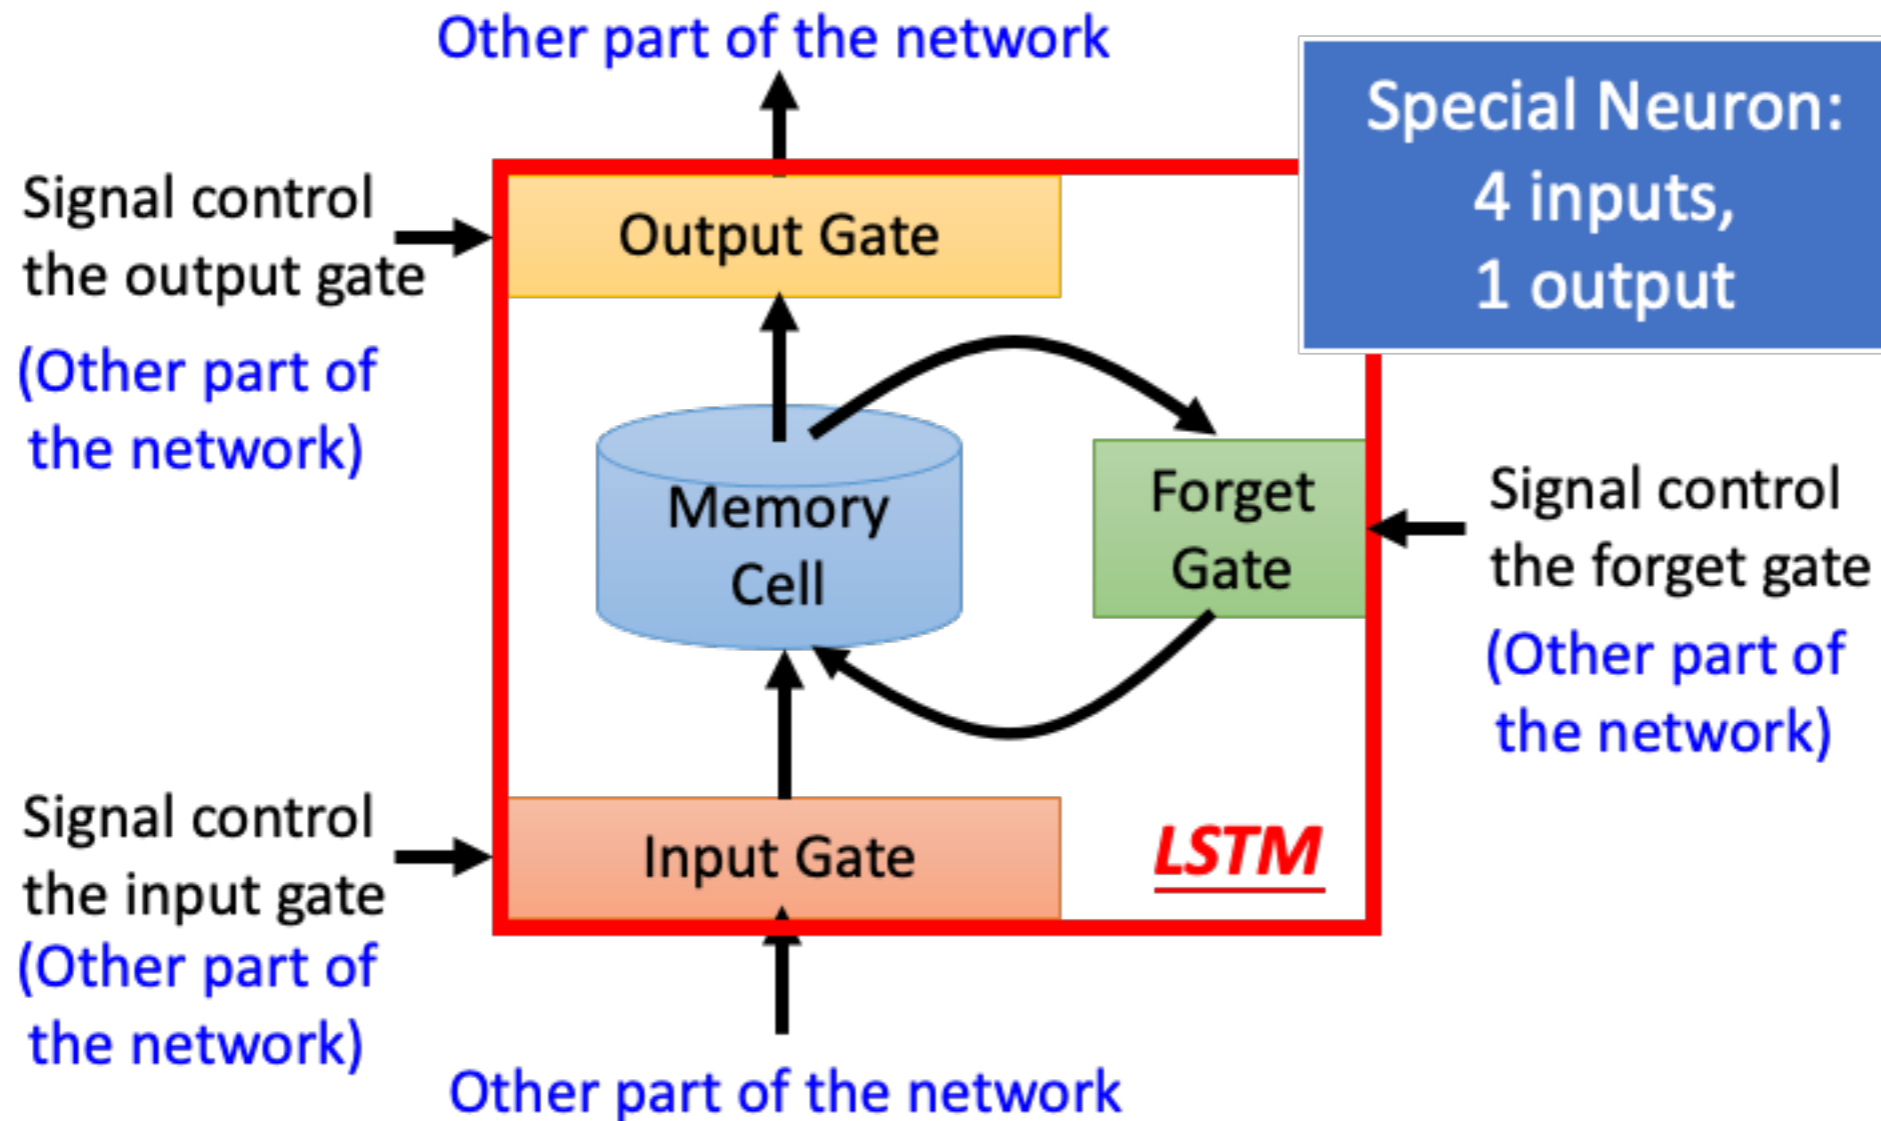 Other part of the network
Special Neuron:
4 inputs,
1 output
Signal control
the output gate
(Other part of
the network)
Output Gate
Memory
Cell
Forget
Gate
Signal control
the forget gate
(Other part of
the network)
Signal control
the input gate
(Other part of
the network)
Input Gate
LSTM
Other part of the network